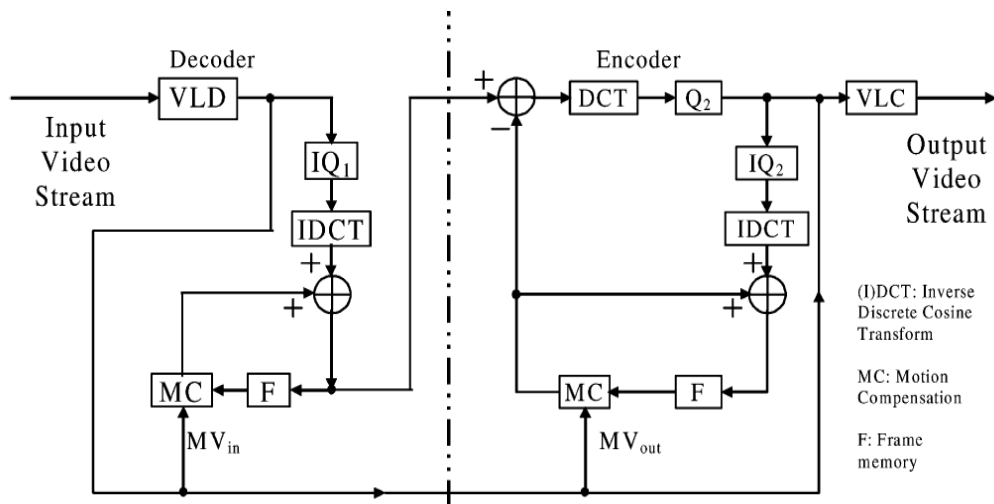 Decoder
Encoder
VLD
+
−
DCT
Q2
VLC
Input
Video
Stream
Output
Video
Stream
IQ1
IQ2
IDCT
IDCT
+
+
+
+
(I)DCT: Inverse
Discrete Cosine
Transform
MC
F
MC
F
MC: Motion
Compensation
MVin
MVout
F: Frame
memory